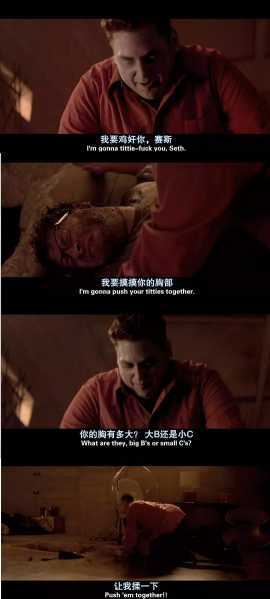 我要鸡奸你，赛斯
I'm gonna tittie-fuck you, Seth.
我要摸摸你的胸部
I'm gonna push your titties together.
你的胸有多大？ 大B还是小C
What are they, big B's or small C's?
让我揉一下
Push 'em together!!